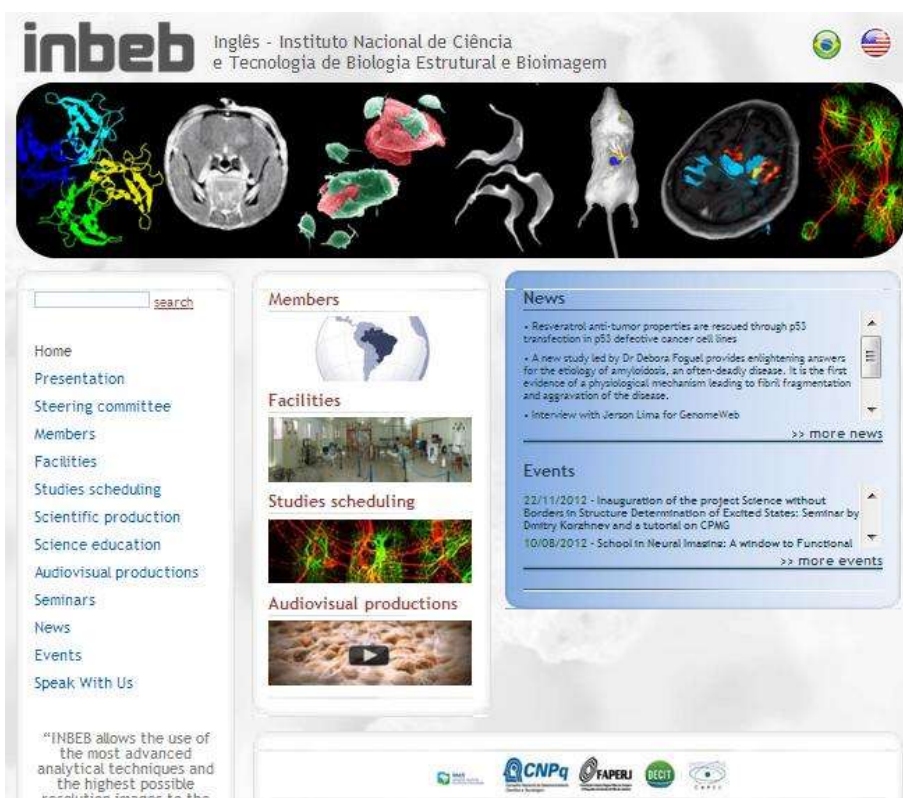 inbeb
Inglês - Instituto Nacional de Ciência
e Tecnologia de Biologia Estrutural e Bioimagem
search
Home
Presentation
Steering committee
Members
Facilities
Studies scheduling
Scientific production
Science education
Audiovisual productions
Seminars
News
Events
Speak With Us
“INBEB allows the use of
the most advanced
analytical techniques and
the highest possible
resolution images to the
Members
Facilities
Studies scheduling
Audiovisual productions
News
• Resveratrol anti-tumor properties are rescued through p53
transfection in p53 defective cancer cell lines
• A new study led by Dr Debora Foguel provides enlightening answers
for the etiology of amyloidosis, an often-deadly disease. It is the first
evidence of a physiological mechanism leading to fibril fragmentation
and aggravation of the disease.
• Interview with Jerson Lima for GenomeWeb
>> more news
Events
22/11/2012 - Inauguration of the project Science without
Borders in Structure Determination of Excited States: Seminar by
Dmitry Korzhnev and a tutorial on CPMG
10/08/2012 - School in Neural Imaging: A window to Functional
>> more events
CNPq
FAPERJ
DECIT
CAPES